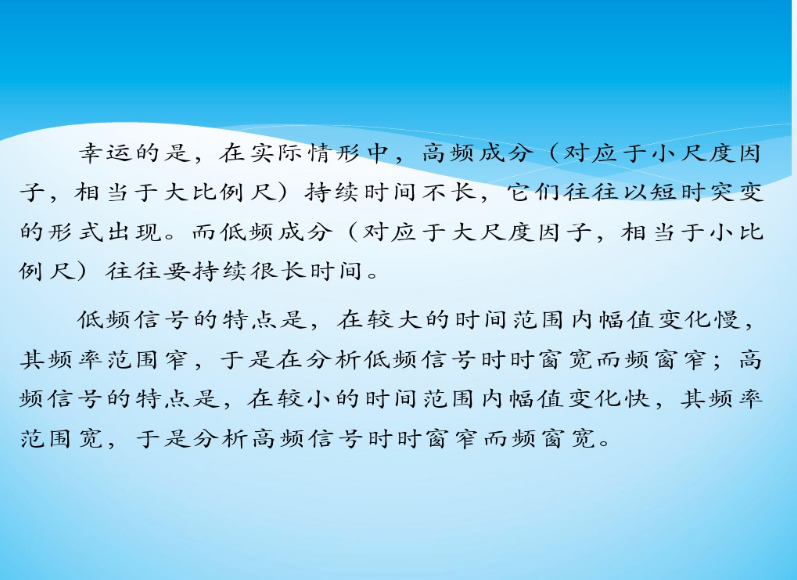 幸运的是，在实际情形中，高频成分（对应于小尺度因
子，相当于大比例尺）持续时间不长，它们往往以短时突变
的形式出现。而低频成分（对应于大尺度因子，相当于小比
例尺）往往要持续很长时间。
低频信号的特点是，在较大的时间范围内幅值变化慢，
其频率范围窄，于是在分析低频信号时时窗宽而频窗窄；高
频信号的特点是，在较小的时间范围内幅值变化快，其频率
范围宽，于是分析高频信号时时窗窄而频窗宽。